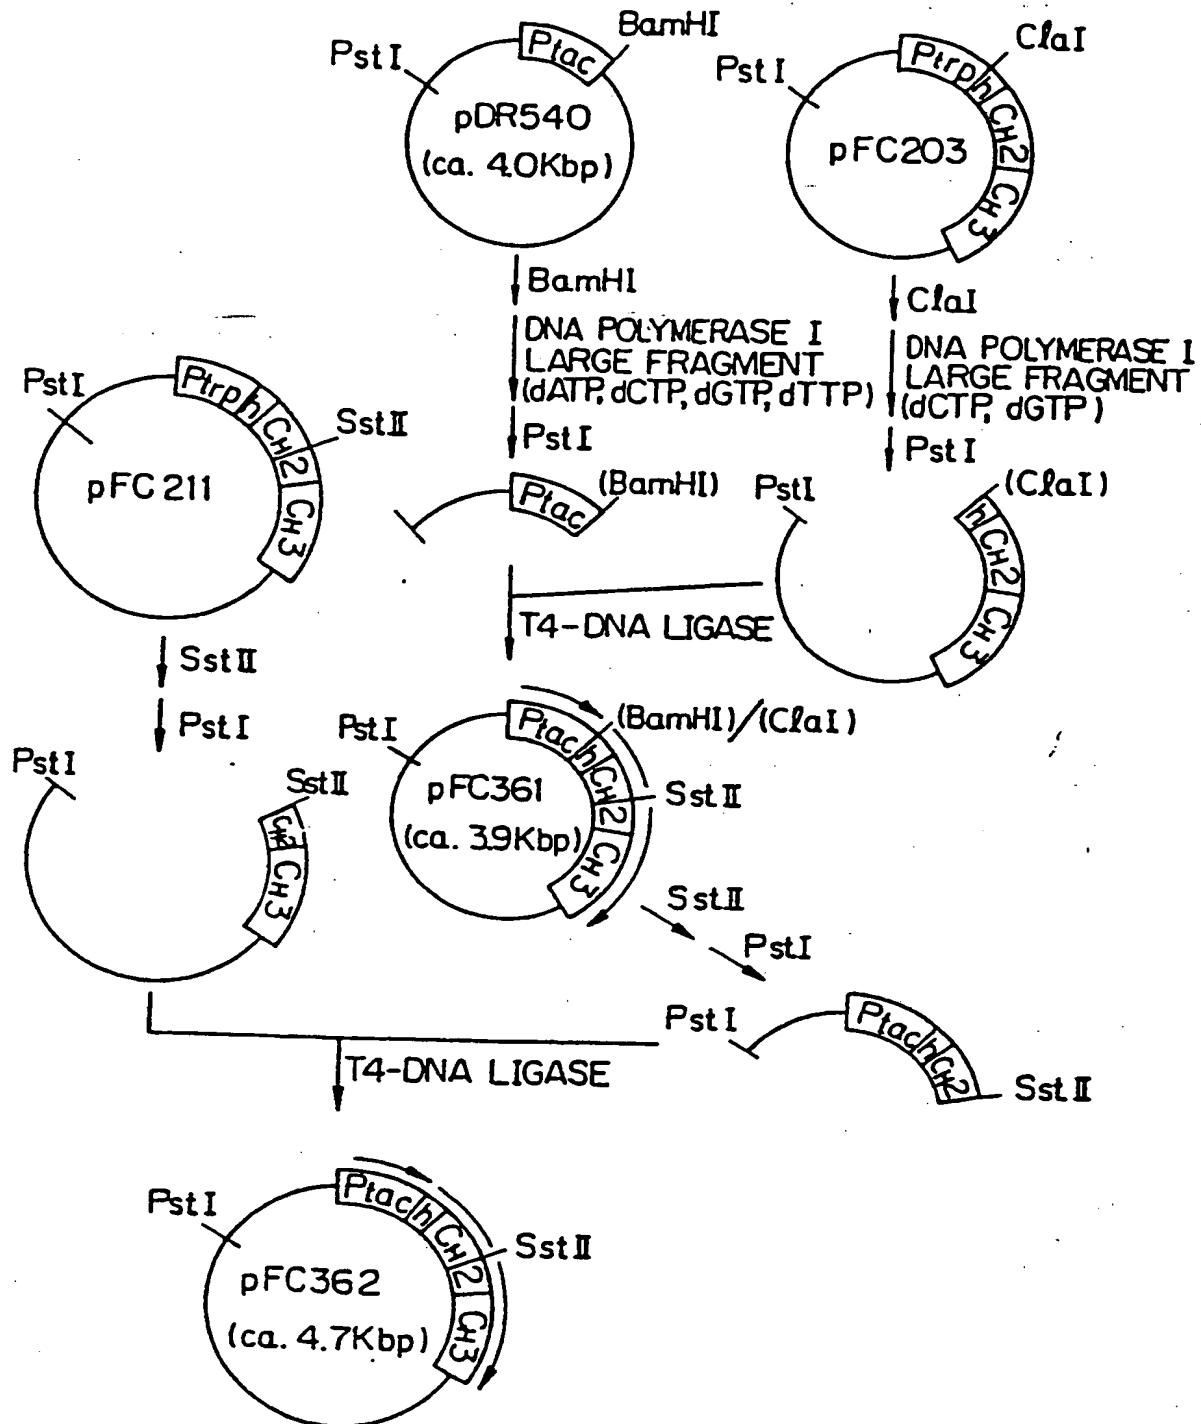 PstI
Ptac
BamHI
pDR540
(ca. 4.0Kbp)
PstI
Ptrp
h
CH2
CH3
ClaI
pFC203
BamHI
DNA POLYMERASE I
LARGE FRAGMENT
(dATP, dCTP, dGTP, dTTP)
PstI
ClaI
DNA POLYMERASE I
LARGE FRAGMENT
(dCTP, dGTP)
PstI
PstI
Ptrp
h
CH2
CH3
SstII
pFC211
Ptac
(BamHI)
PstI
(ClaI)
h
CH2
CH3
T4-DNA LIGASE
SstII
PstI
PstI
SstII
CH2
CH3
PstI
Ptac
h
CH2
CH3
(BamHI)/(ClaI)
SstII
pFC361
(ca. 3.9Kbp)
SstII
PstI
PstI
Ptac
h
CH2
SstII
T4-DNA LIGASE
PstI
Ptac
h
CH2
CH3
SstII
pFC362
(ca. 4.7Kbp)